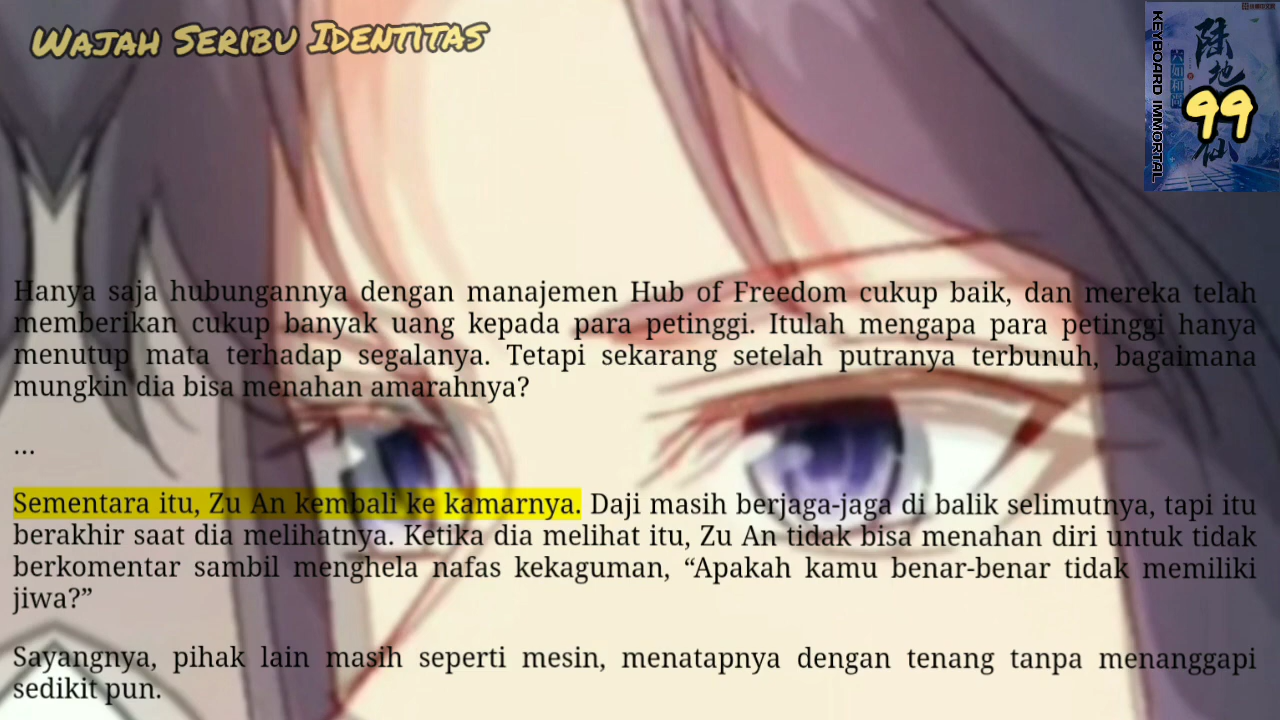 Wajah Seribu Identitas
KEYBOARD IMMORTAL
陆地
仙
99
Hanya saja hubungannya dengan manajemen Hub of Freedom cukup baik, dan mereka telah
memberikan cukup banyak uang kepada para petinggi. Itulah mengapa para petinggi hanya
menutup mata terhadap segalanya. Tetapi sekarang setelah putranya terbunuh, bagaimana
mungkin dia bisa menahan amarahnya?
...
Sementara itu, Zu An kembali ke kamarnya. Daji masih berjaga-jaga di balik selimutnya, tapi itu
berakhir saat dia melihatnya. Ketika dia melihat itu, Zu An tidak bisa menahan diri untuk tidak
berkomentar sambil menghela nafas kekaguman, “Apakah kamu benar-benar tidak memiliki
jiwa?”
Sayangnya, pihak lain masih seperti mesin, menatapnya dengan tenang tanpa menanggapi
sedikit pun.